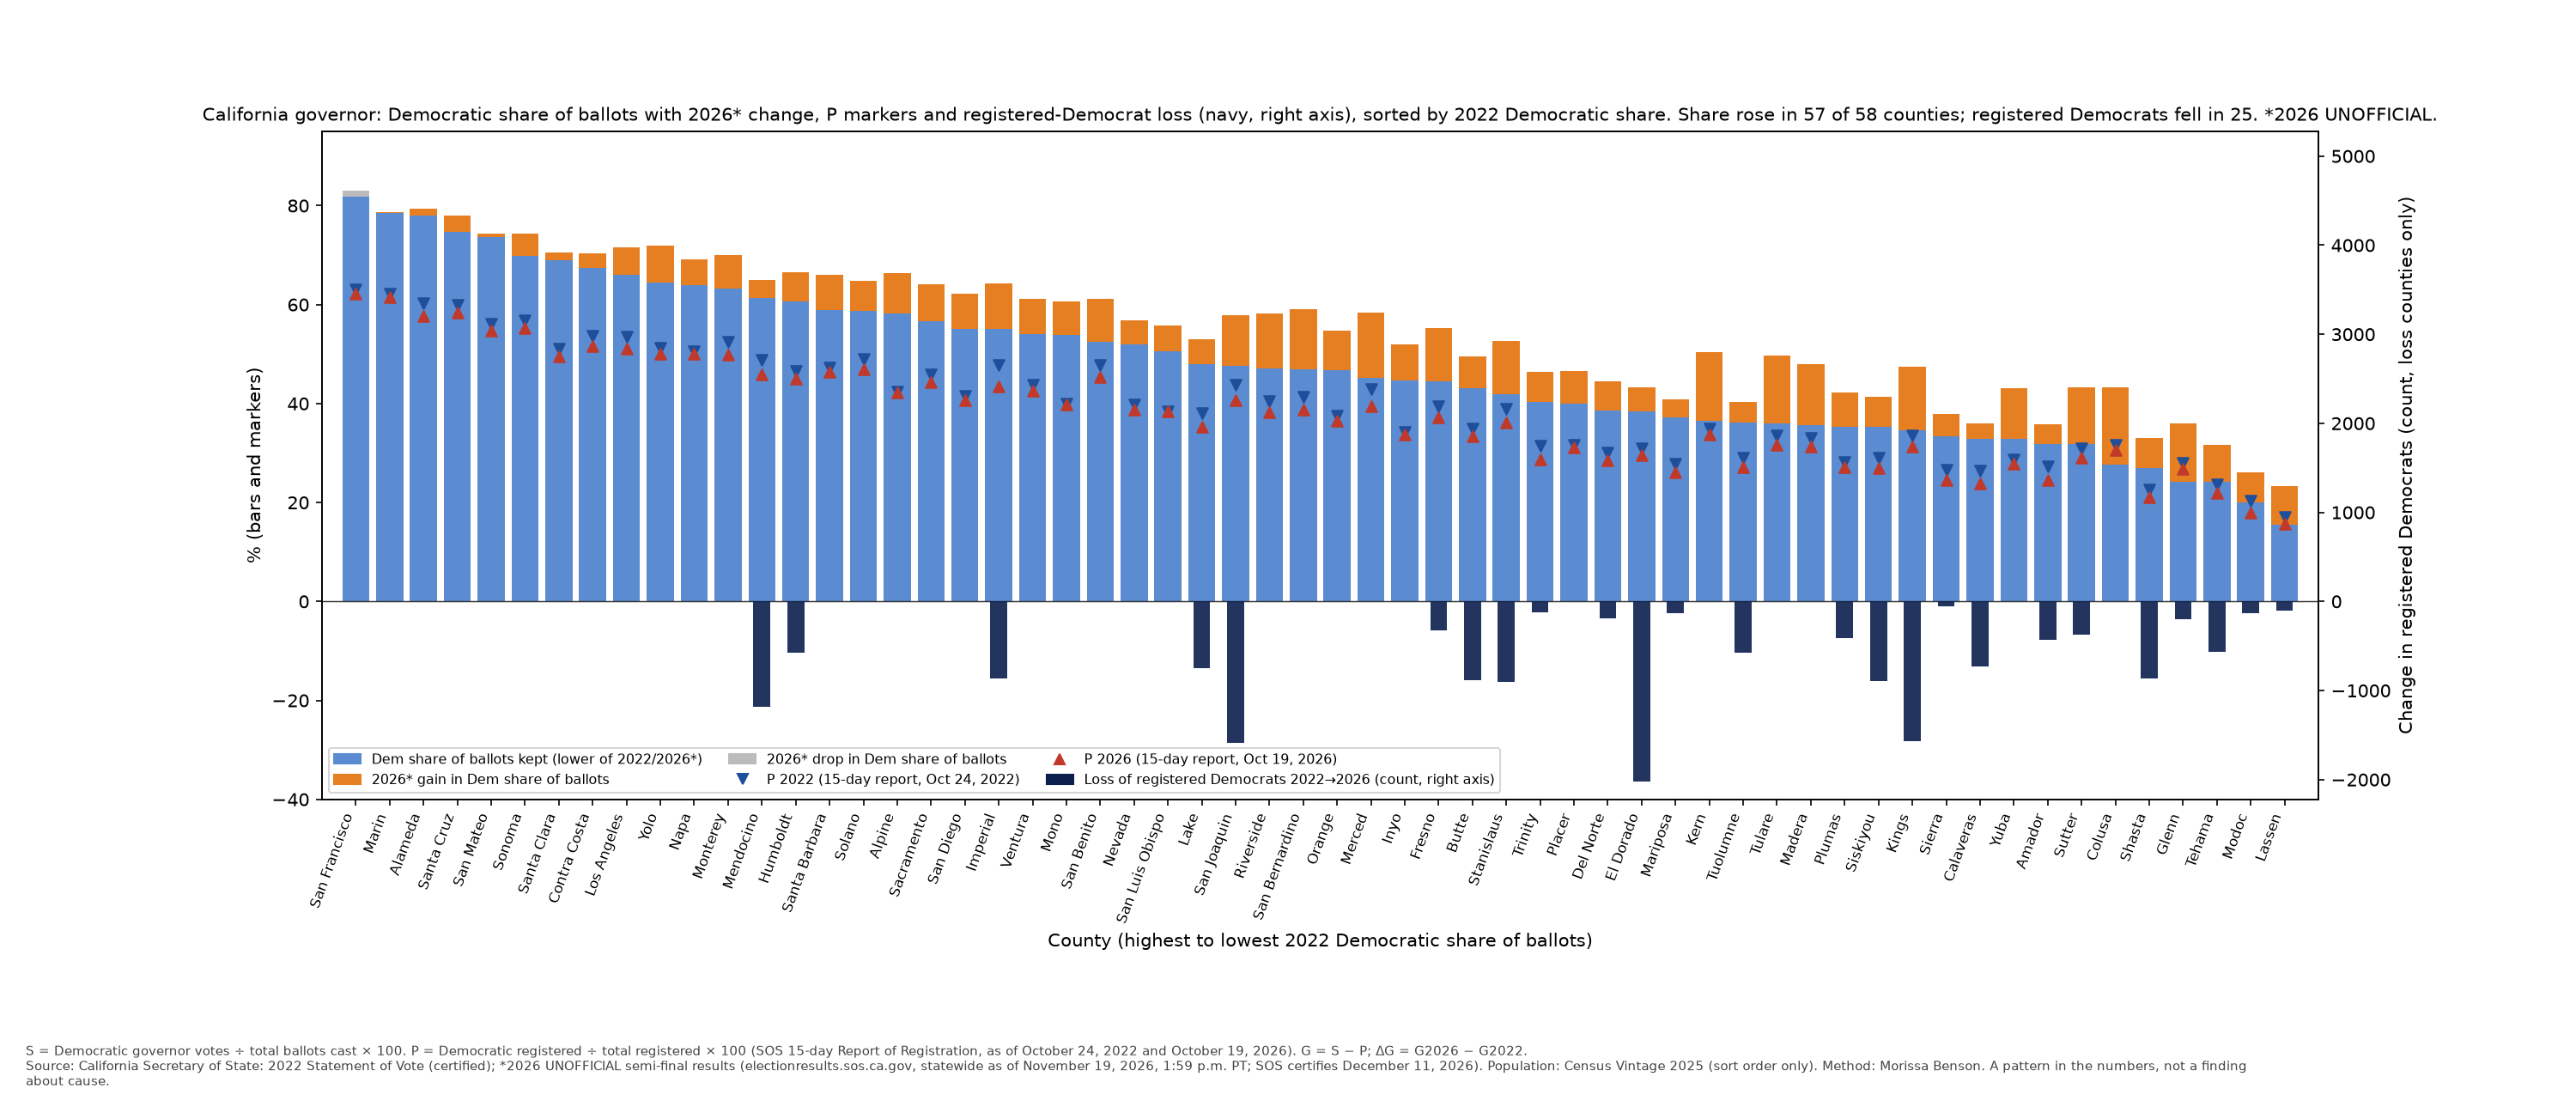 California governor: Democratic share of ballots with 2026* change, P markers and registered-Democrat loss (navy, right axis), sorted by 2022 Democratic share. Share rose in 57 of 58 counties; registered Democrats fell in 25. *2026 UNOFFICIAL.
% (bars and markers)
80
60
40
20
0
−20
−40
5000
4000
3000
2000
1000
0
−1000
−2000
Change in registered Democrats (count, loss counties only)
Dem share of ballots kept (lower of 2022/2026*)
2026* gain in Dem share of ballots
2026* drop in Dem share of ballots
P 2022 (15-day report, Oct 24, 2022)
P 2026 (15-day report, Oct 19, 2026)
Loss of registered Democrats 2022→2026 (count, right axis)
San Francisco
Marin
Alameda
Santa Cruz
San Mateo
Sonoma
Santa Clara
Contra Costa
Los Angeles
Yolo
Napa
Monterey
Mendocino
Humboldt
Santa Barbara
Solano
Alpine
Sacramento
San Diego
Imperial
Ventura
Mono
San Benito
Nevada
San Luis Obispo
Lake
San Joaquin
Riverside
San Bernardino
Orange
Merced
Inyo
Fresno
Butte
Stanislaus
Trinity
Placer
Del Norte
El Dorado
Mariposa
Kern
Tuolumne
Tulare
Madera
Plumas
Siskiyou
Kings
Sierra
Calaveras
Yuba
Amador
Sutter
Colusa
Shasta
Glenn
Tehama
Modoc
Lassen
County (highest to lowest 2022 Democratic share of ballots)
S = Democratic governor votes ÷ total ballots cast × 100. P = Democratic registered ÷ total registered × 100 (SOS 15-day Report of Registration, as of October 24, 2022 and October 19, 2026). G = S − P; ΔG = G2026 − G2022.
Source: California Secretary of State: 2022 Statement of Vote (certified); *2026 UNOFFICIAL semi-final results (electionresults.sos.ca.gov, statewide as of November 19, 2026, 1:59 p.m. PT; SOS certifies December 11, 2026). Population: Census Vintage 2025 (sort order only). Method: Morissa Benson. A pattern in the numbers, not a finding
about cause.